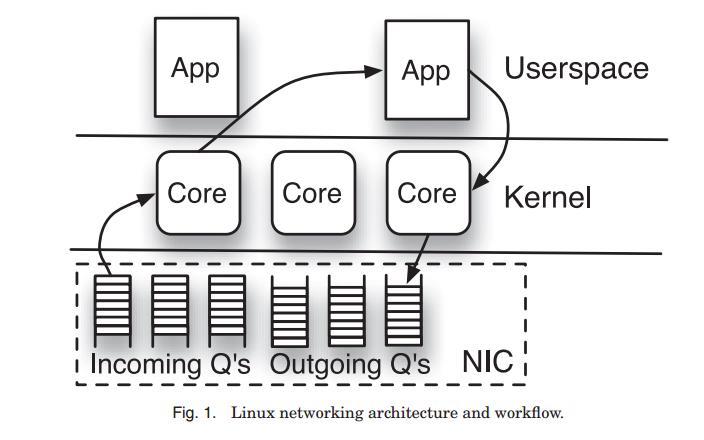 App
App
Userspace
Core
Core
Core
Kernel
Incoming Q's
Outgoing Q's
NIC
Fig. 1. Linux networking architecture and workflow.